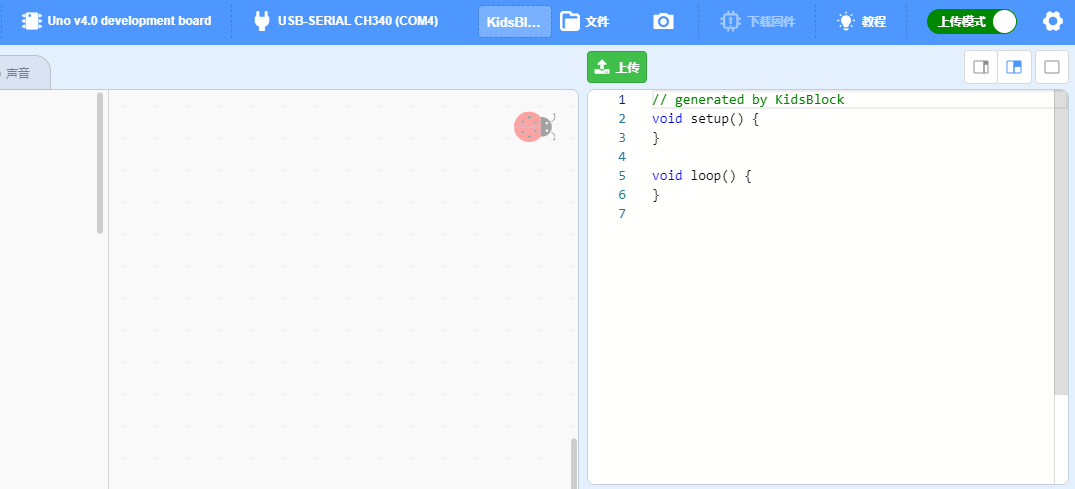 Uno v4.0 development board
USB-SERIAL CH340 (COM4)
KidsBl...
文件
下载固件
教程
上传模式
声音
上传
1 // generated by KidsBlock
2 void setup() {
3 }
4
5 void loop() {
6 }
7